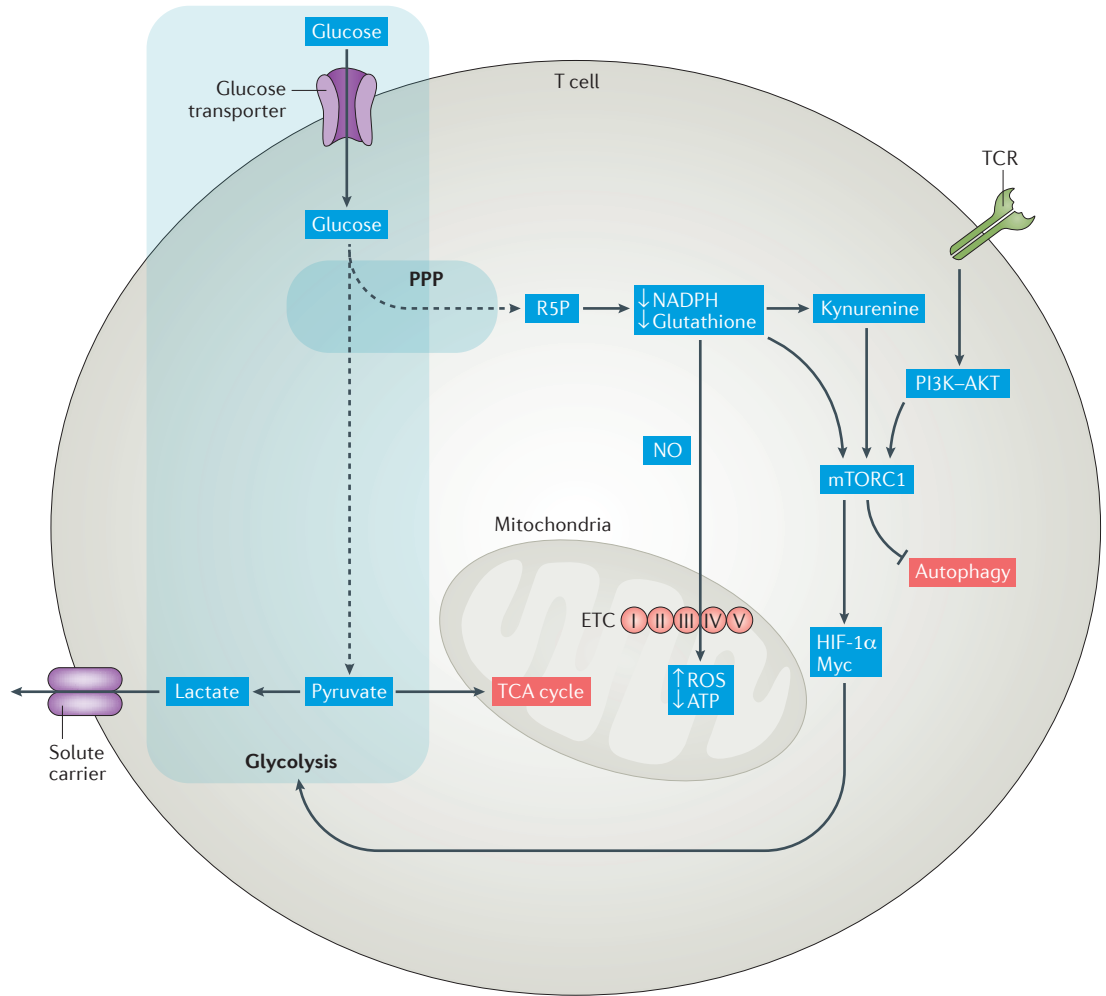 Glucose
T cell
Glucose
transporter
TCR
Glucose
PPP
R5P
↓NADPH
↓Glutathione
Kynurenine
PI3K–AKT
NO
mTORC1
Mitochondria
Autophagy
ETC I II III IV V
HIF-1α
Myc
↑ROS
↓ATP
Lactate
Pyruvate
TCA cycle
Solute
carrier
Glycolysis